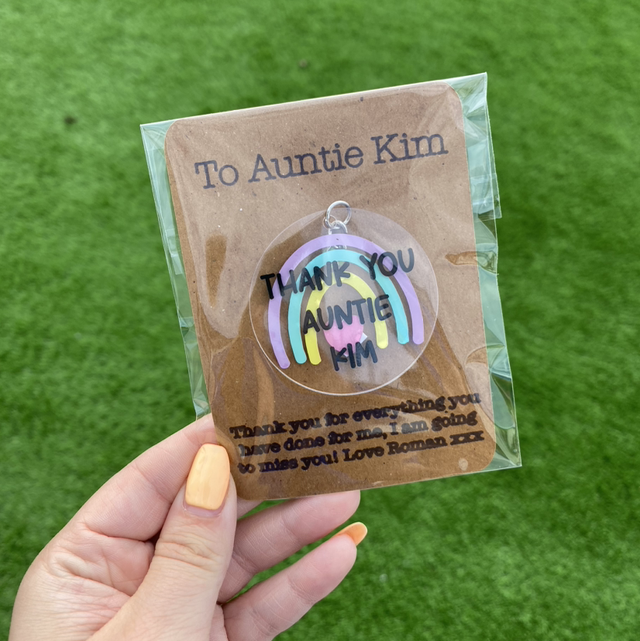 To Auntie Kim
THANK YOU
AUNTIE
KIM
Thank you for everything you
have done for me, I am going
to miss you! Love Roman xxx